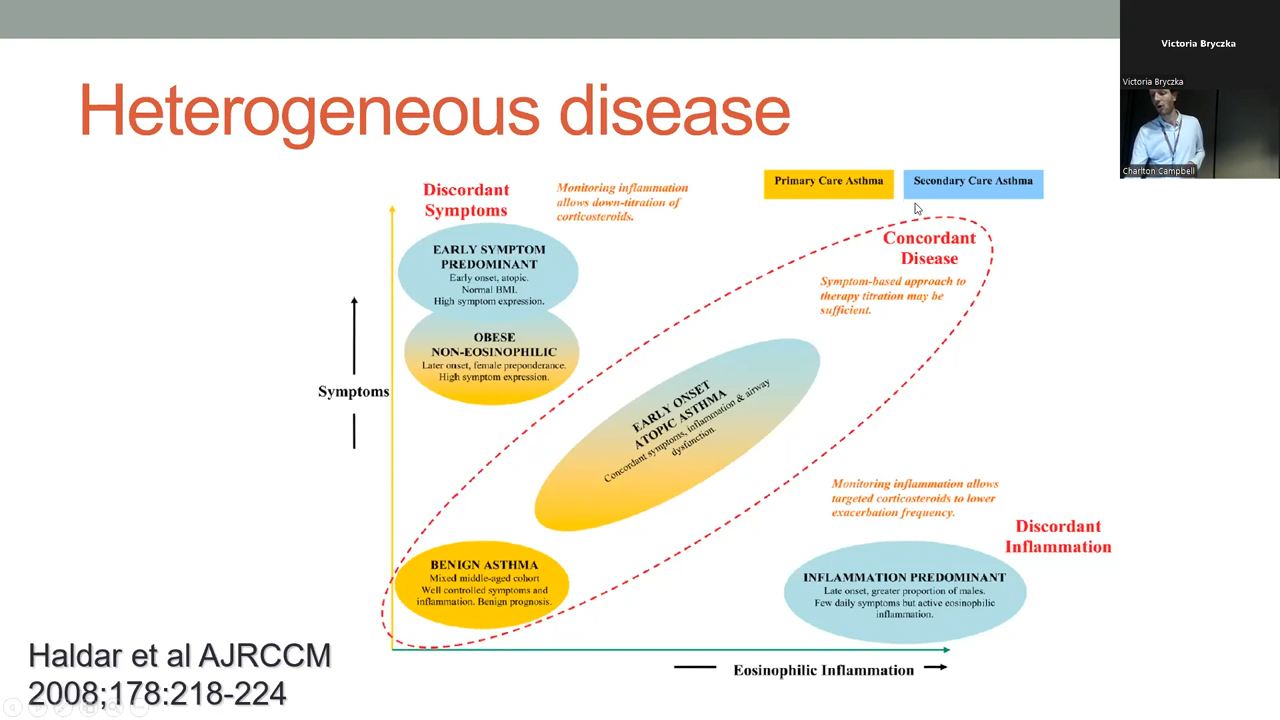 Victoria Bryczka
Victoria Bryczka
Charlton Campbell
Heterogeneous disease
Primary Care Asthma
Secondary Care Asthma
Discordant
Symptoms
Monitoring inflammation
allows down-titration of
corticosteroids.
Concordant
Disease
Symptom-based approach to
therapy titration may be
sufficient.
EARLY SYMPTOM
PREDOMINANT
Early onset, atopic.
Normal BMI.
High symptom expression.
OBESE
NON-EOSINOPHILIC
Later onset, female preponderance.
High symptom expression.
Symptoms
EARLY ONSET
ATOPIC ASTHMA
Concordant symptoms, inflammation & airway
dysfunction.
Monitoring inflammation allows
targeted corticosteroids to lower
exacerbation frequency.
Discordant
Inflammation
BENIGN ASTHMA
Mixed middle-aged cohort
Well controlled symptoms and
inflammation. Benign prognosis.
INFLAMMATION PREDOMINANT
Late onset, greater proportion of males.
Few daily symptoms but active eosinophilic
inflammation.
Eosinophilic Inflammation
Haldar et al AJRCCM
2008;178:218-224